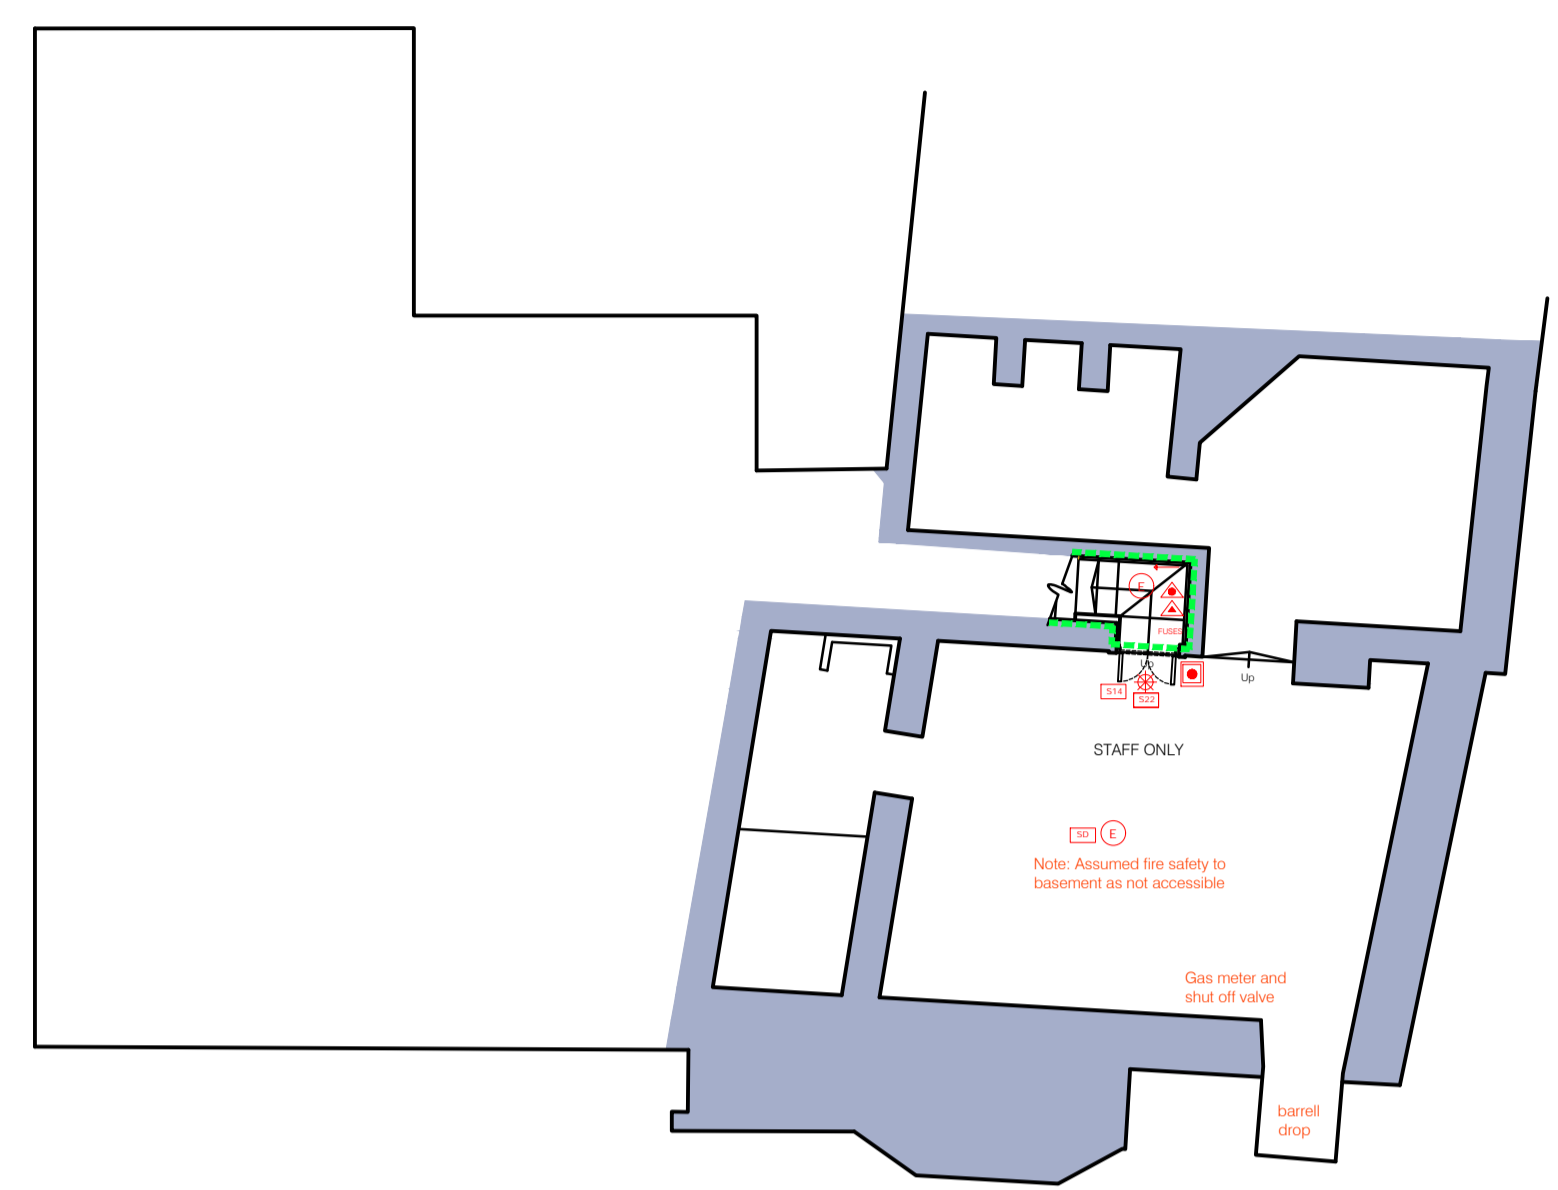 E
FUSES
Up
Up
S14
S22
STAFF ONLY
SD
E
Note: Assumed fire safety to
basement as not accessible
Gas meter and
shut off valve
barrell
drop